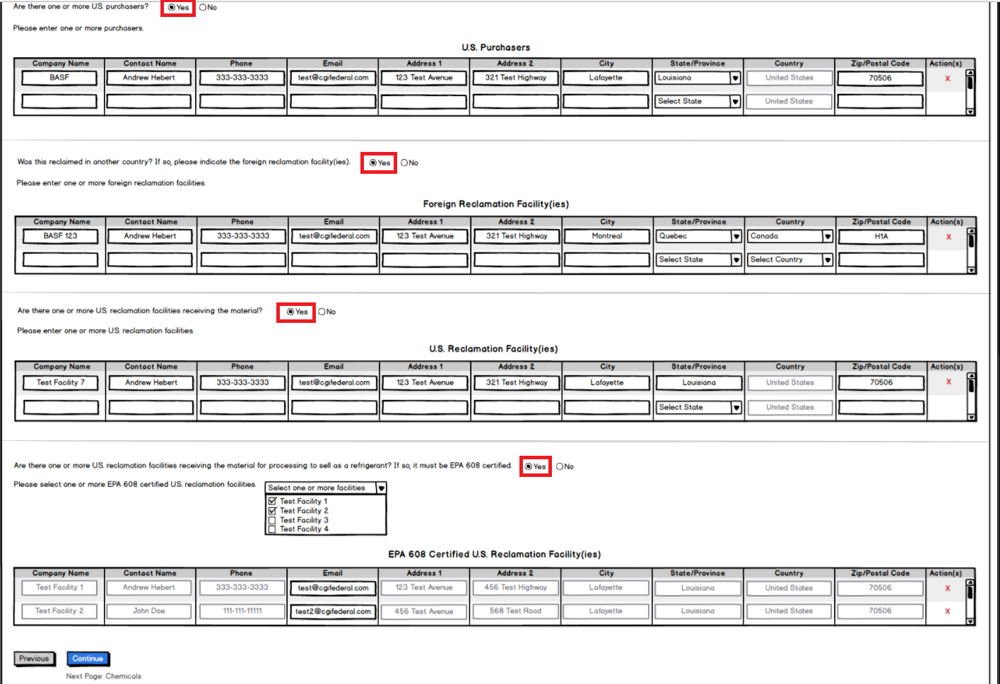 Are there one or more U.S. purchasers? Yes No
Please enter one or more purchasers.
U.S. Purchasers
Company Name Contact Name Phone Email Address 1 Address 2 City State/Province Country Zip/Postal Code Action(s)
BASF Andrew Hebert 333-333-3333 test@cgifederal.com 123 Test Avenue 321 Test Highway Lafayette Louisiana United States 70506 X
Select State United States
Was this reclaimed in another country? If so, please indicate the foreign reclamation facility(ies). Yes No
Please enter one or more foreign reclamation facilities.
Foreign Reclamation Facility(ies)
Company Name Contact Name Phone Email Address 1 Address 2 City State/Province Country Zip/Postal Code Action(s)
BASF 123 Andrew Hebert 333-333-3333 test@cgifederal.com 123 Test Avenue 321 Test Highway Montreal Quebec Canada H1A X
Select State Select Country
Are there one or more U.S. reclamation facilities receiving the material? Yes No
Please enter one or more U.S. reclamation facilities.
U.S. Reclamation Facility(ies)
Company Name Contact Name Phone Email Address 1 Address 2 City State/Province Country Zip/Postal Code Action(s)
Test Facility 7 Andrew Hebert 333-333-3333 test@cgifederal.com 123 Test Avenue 321 Test Highway Lafayette Louisiana United States 70506 X
Select State United States
Are there one or more U.S. reclamation facilities receiving the material for processing to sell as a refrigerant? If so, it must be EPA 608 certified. Yes No
Please select one or more EPA 608 certified U.S. reclamation facilities. Select one or more facilities
Test Facility 1
Test Facility 2
Test Facility 3
Test Facility 4
EPA 608 Certified U.S. Reclamation Facility(ies)
Company Name Contact Name Phone Email Address 1 Address 2 City State/Province Country Zip/Postal Code Action(s)
Test Facility 1 Andrew Hebert 333-333-3333 test@cgifederal.com 123 Test Avenue 456 Test Highway Lafayette Louisiana United States 70506 X
Test Facility 2 John Doe 111-111-11111 test2@cgifederal.com 456 Test Avenue 568 Test Road Lafayette Louisiana United States 70506 X
Previous Continue
Next Page: Chemicals